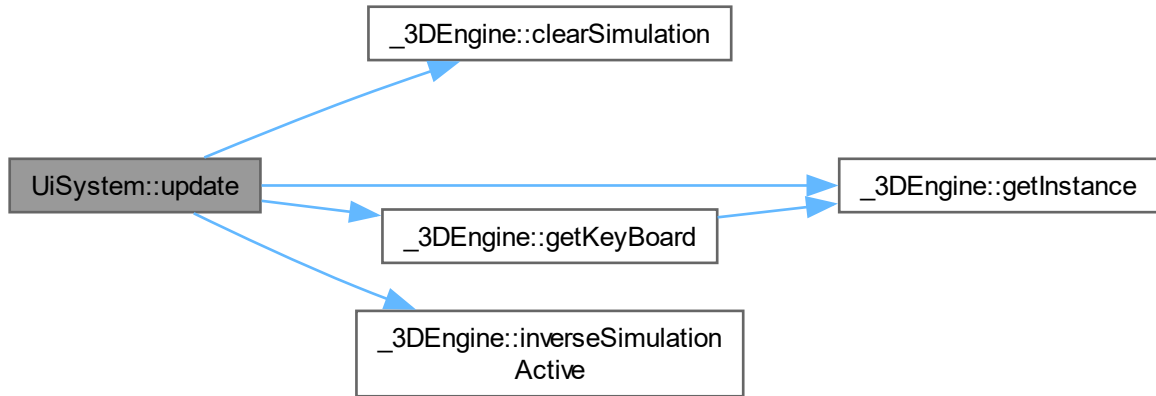 _3DEngine::clearSimulation
UiSystem::update
_3DEngine::getInstance
_3DEngine::getKeyBoard
_3DEngine::inverseSimulation
Active